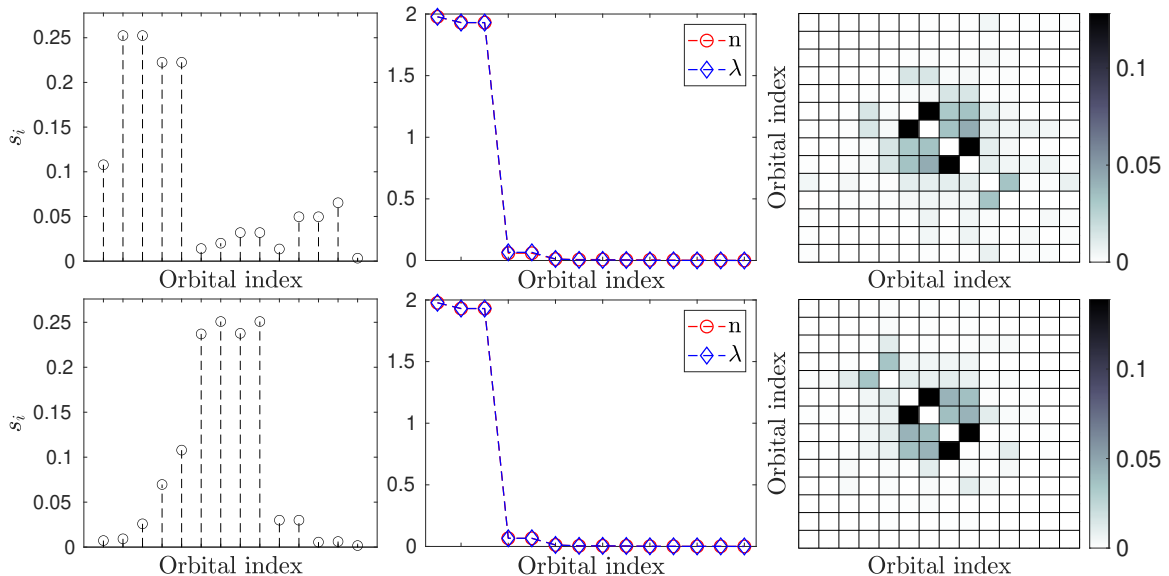 0.25
0.2
0.15
0.1
0.05
0
s_i
Orbital index
2
1.5
1
0.5
0
n
λ
Orbital index
Orbital index
Orbital index
0.1
0.05
0
0.25
0.2
0.15
0.1
0.05
0
s_i
Orbital index
2
1.5
1
0.5
0
n
λ
Orbital index
Orbital index
Orbital index
0.1
0.05
0